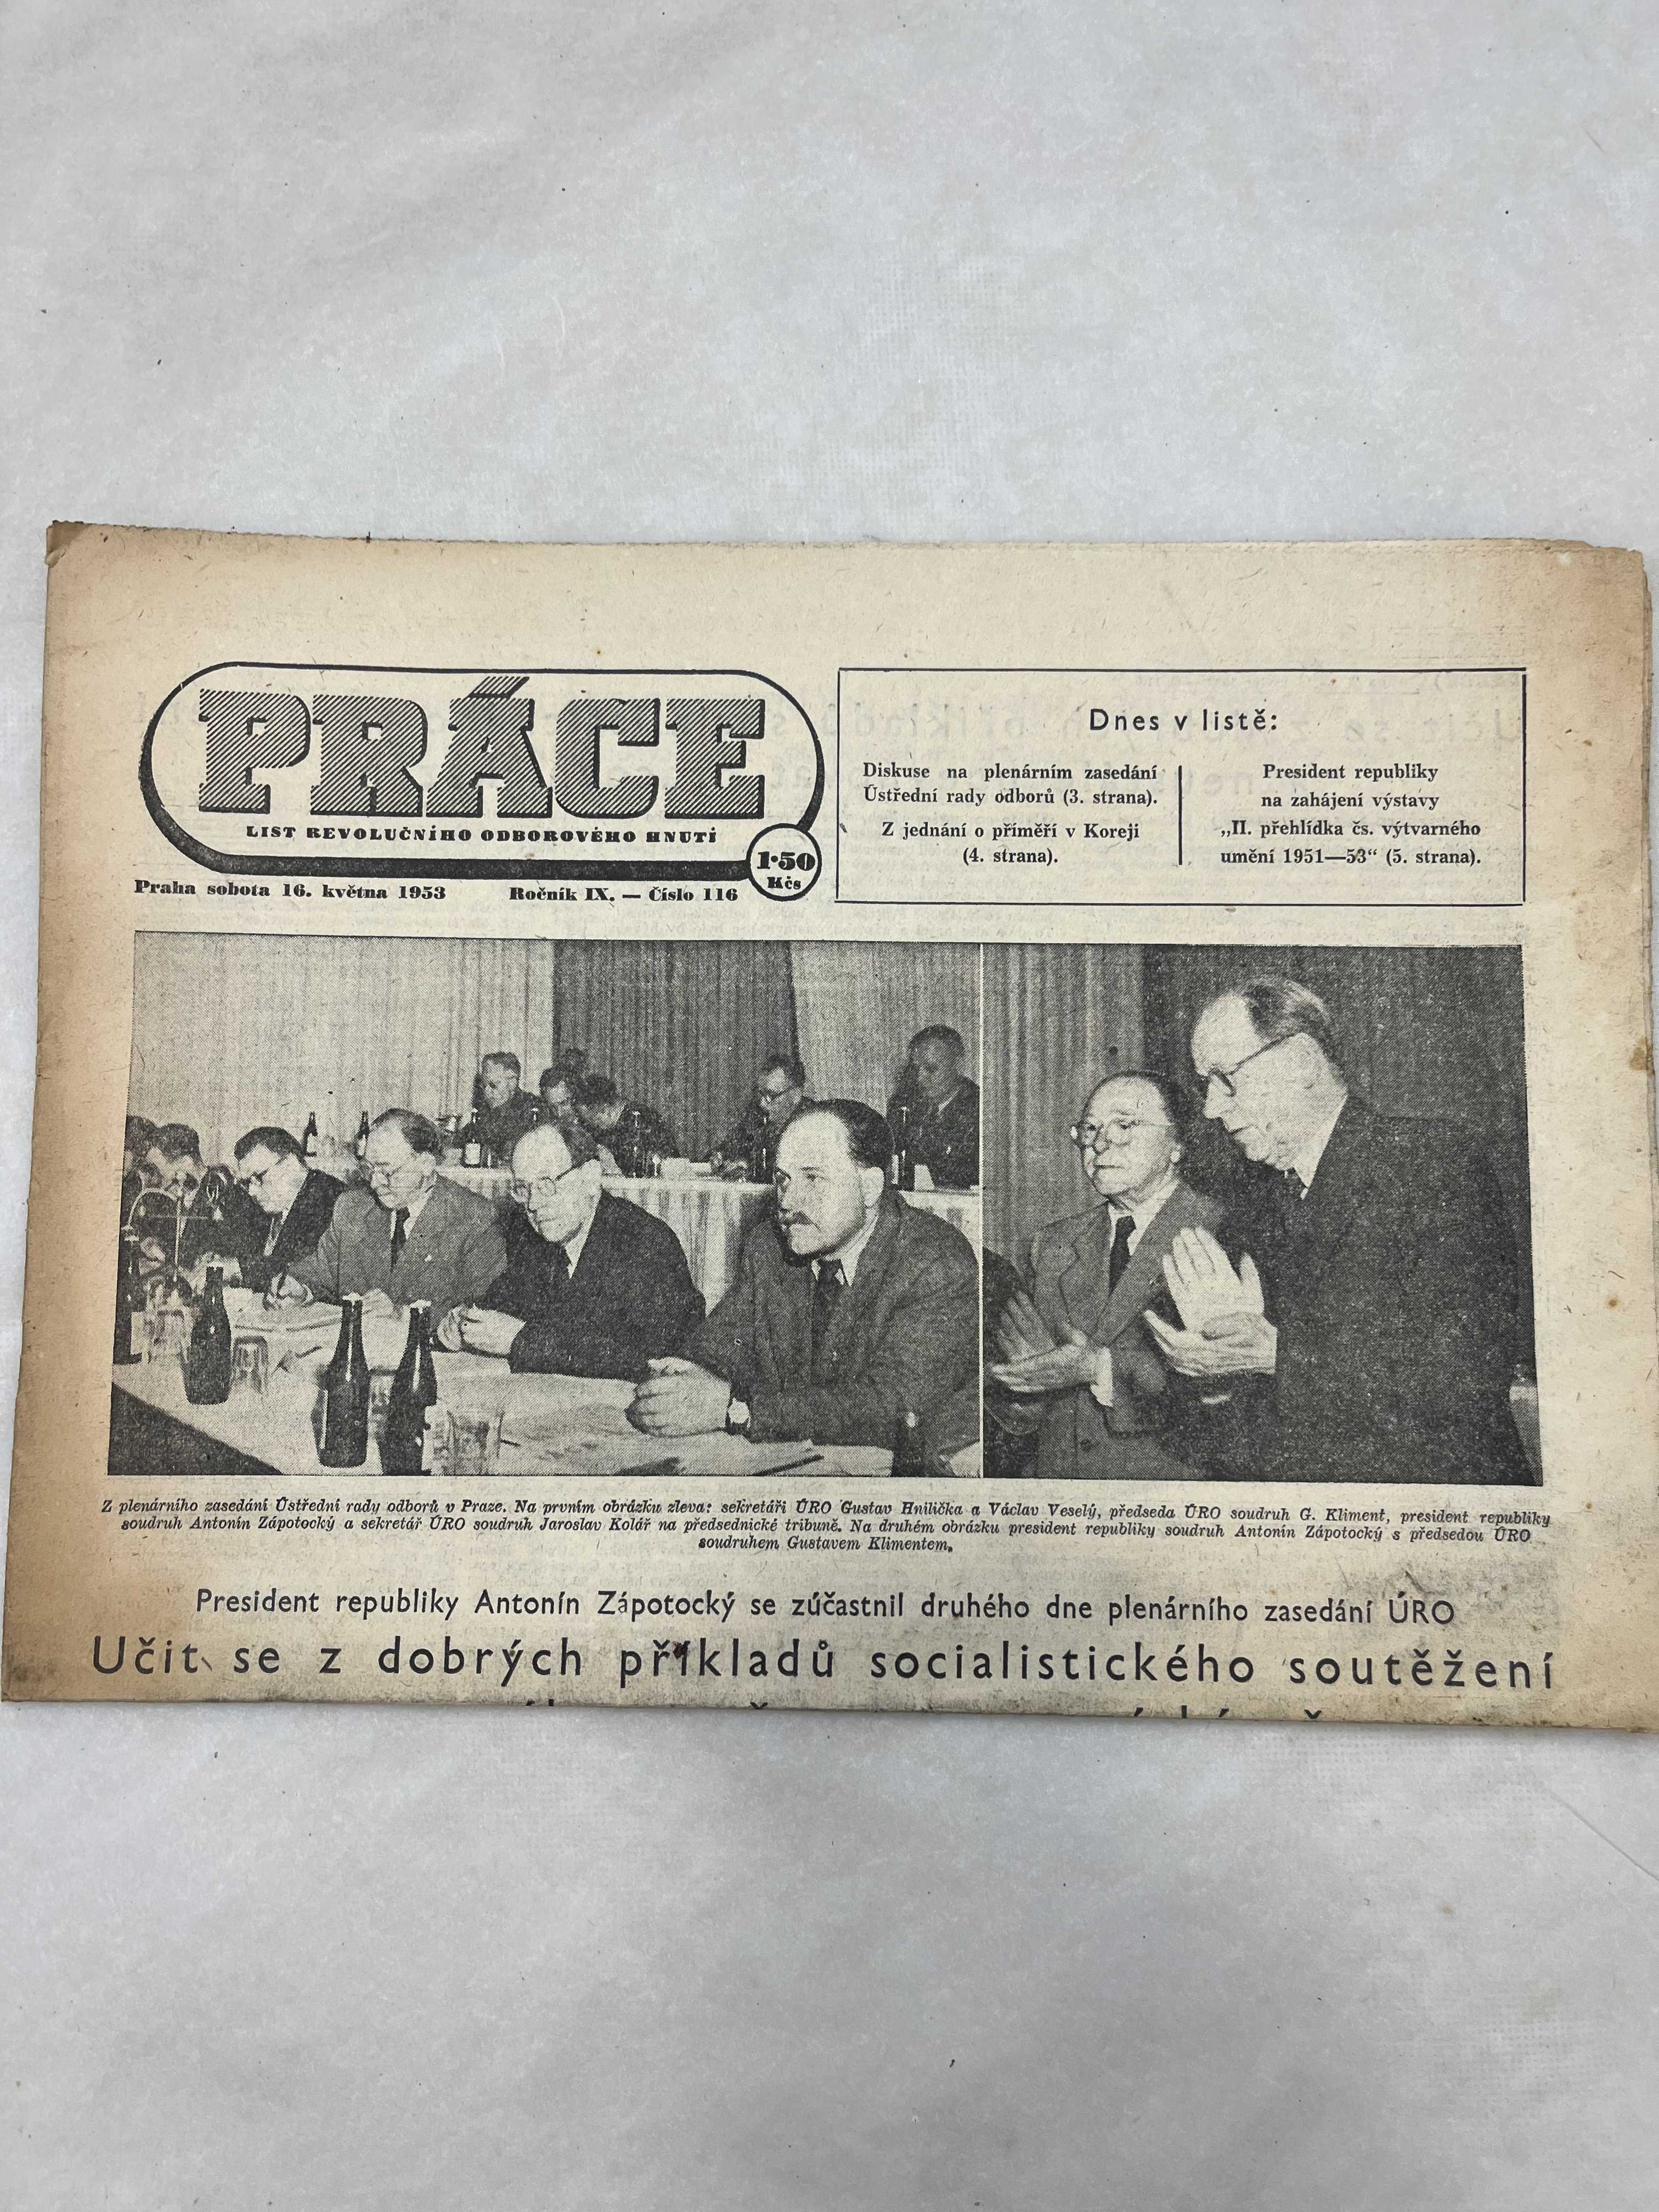 PRÁCE
LIST REVOLUČNÍHO ODBOROVÉHO HNUTÍ
1·50
Kčs
Praha sobota 16. května 1953 Ročník IX. — Číslo 116
Dnes v listě:
Diskuse na plenárním zasedání
Ústřední rady odborů (3. strana).
Z jednání o příměří v Koreji
(4. strana).
President republiky
na zahájení výstavy
„II. přehlídka čs. výtvarného
umění 1951—53“ (5. strana).
Z plenárního zasedání Ústřední rady odborů v Praze. Na prvním obrázku zleva: sekretáři ÚRO Gustav Hnilička a Václav Veselý, předseda ÚRO soudruh G. Kliment, president republiky
soudruh Antonín Zápotocký a sekretář ÚRO soudruh Jaroslav Kolář na předsednické tribuně. Na druhém obrázku president republiky soudruh Antonín Zápotocký s předsedou ÚRO
soudruhem Gustavem Klimentem.
President republiky Antonín Zápotocký se zúčastnil druhého dne plenárního zasedání ÚRO
Učit se z dobrých příkladů socialistického soutěžení